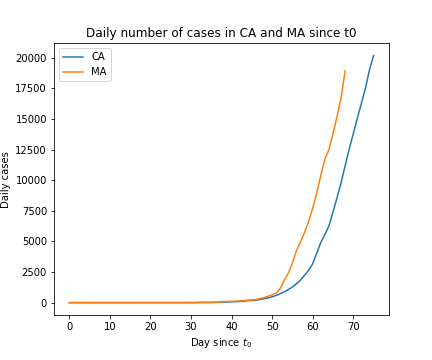 Daily number of cases in CA and MA since t0
CA
MA
20000
17500
15000
12500
10000
7500
5000
2500
0
Daily cases
0 10 20 30 40 50 60 70
Day since t₀